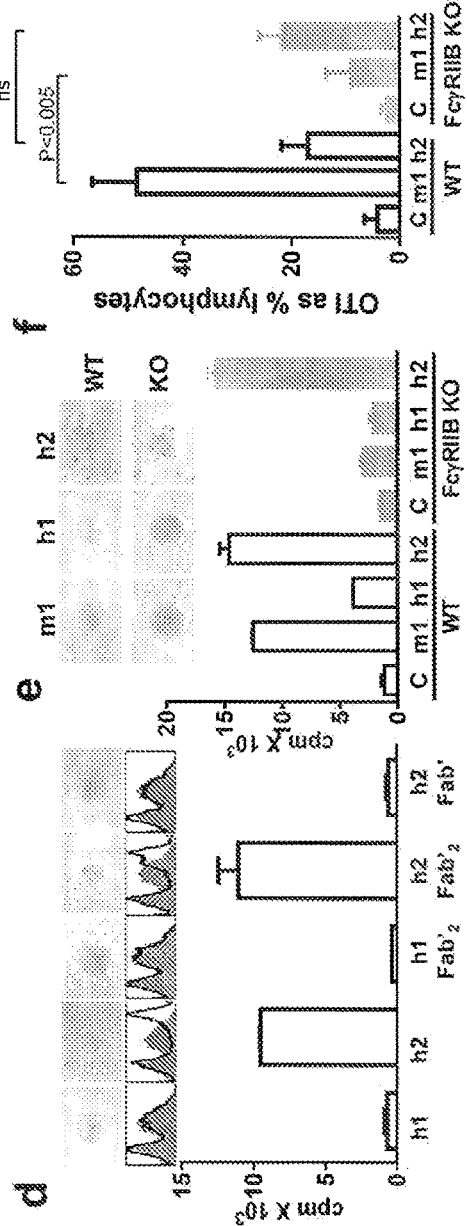 d
15
10
5
0
cpm X 10³
h1 h2 h1 h2 h2
Fab'₂ Fab'₂ Fab'
e
m1 h1 h2
WT
KO
20
15
10
5
0
cpm X 10³
C m1 h1 h2 C m1 h1 h2
WT FcγRIIB KO
f
ns
P<0.005
60
40
20
0
OTI as % lymphocytes
C m1 h2 C m1 h2
WT FcγRIIB KO